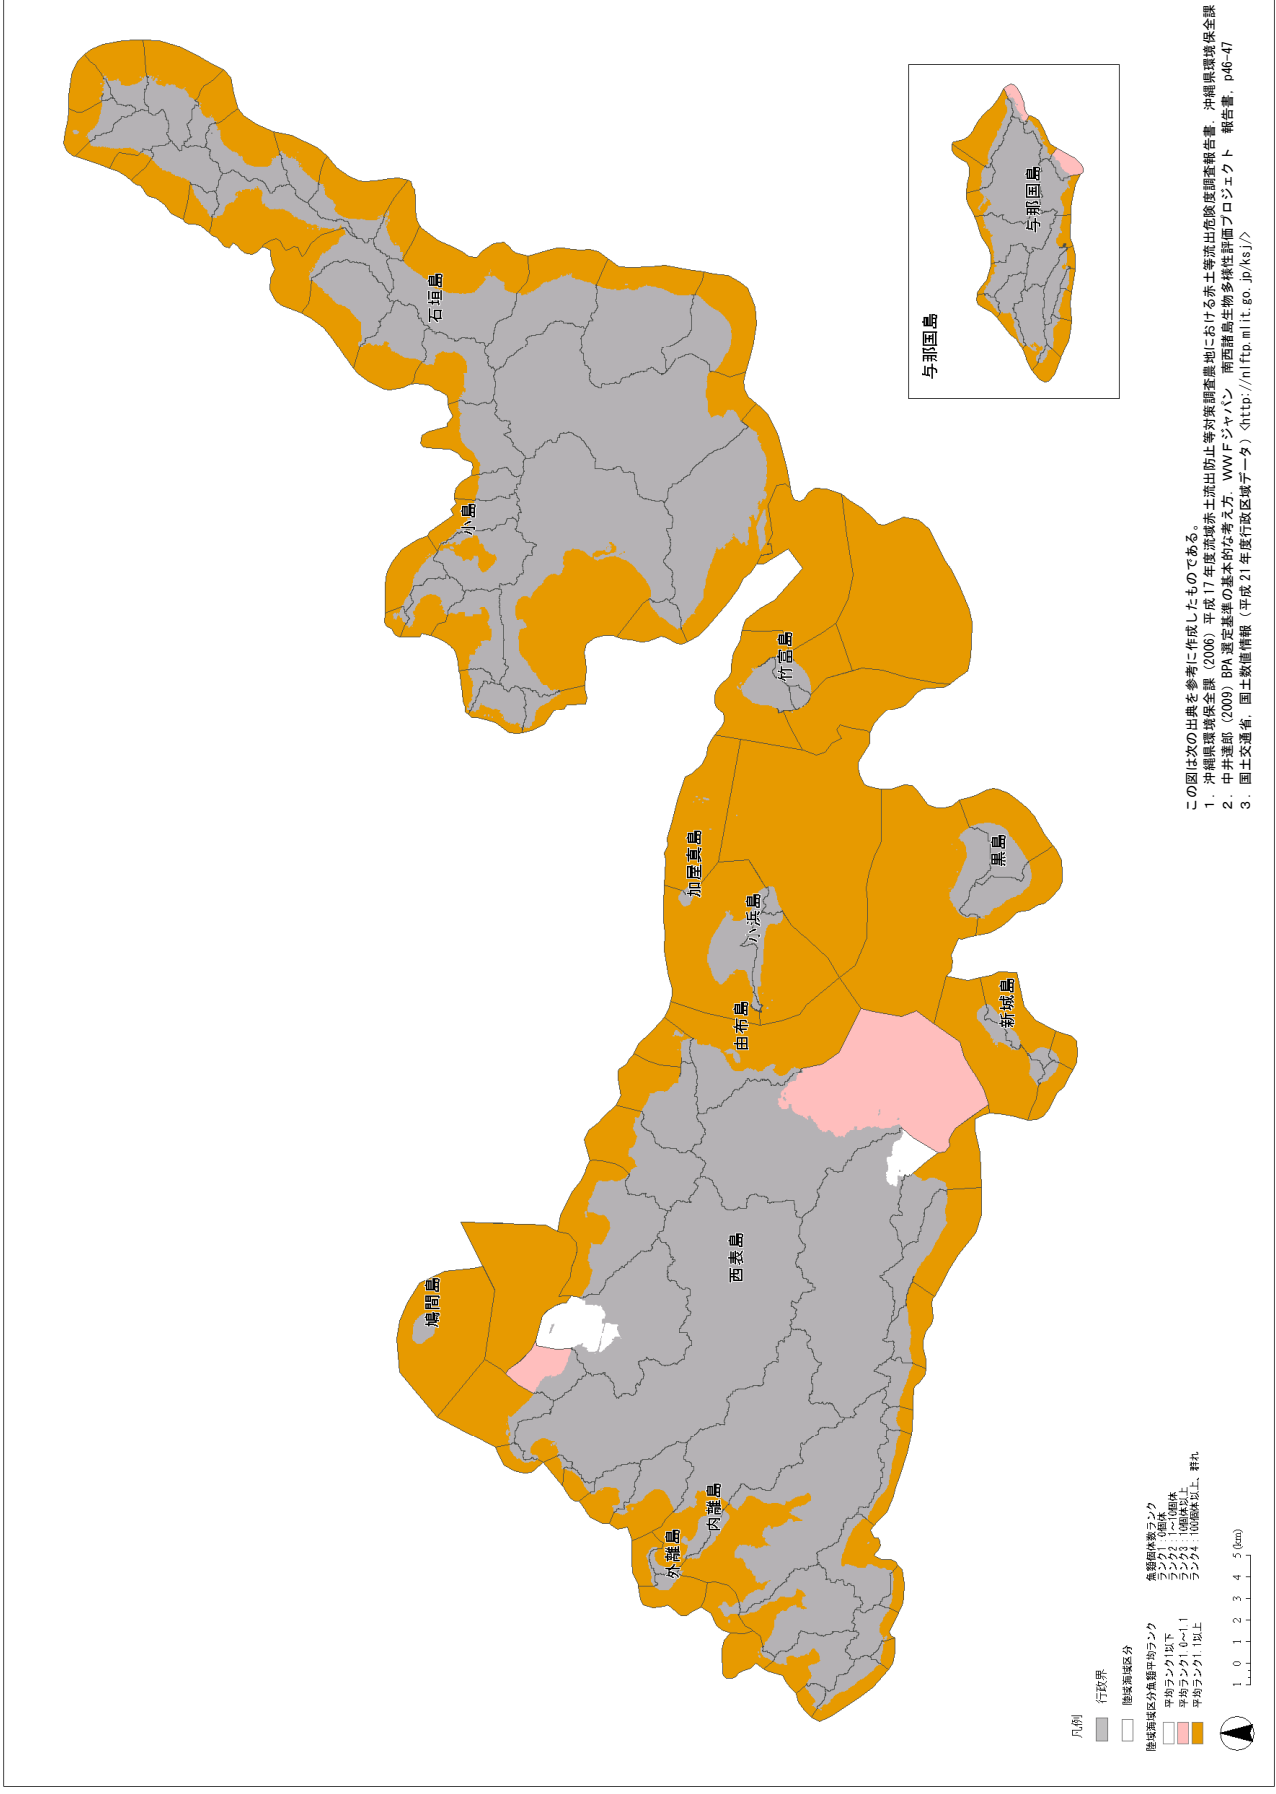 与那国島
与那国島
石垣島
小島
竹富島
加屋真島
小浜島
黒島
由布島
新城島
西表島
鳩間島
内離島
外離島
この図は次の出典を参考に作成したものである。
1. 沖縄県環境保全課 (2006) 平成17年度流域赤土流出防止等対策調査農地における赤土等流出危険度調査報告書. 沖縄県環境保全課
2. 中井達郎 (2009) BPA選定基準の基本的な考え方. WWFジャパン 南西諸島生物多様性評価プロジェクト 報告書, p46-47
3. 国土交通省, 国土数値情報 (平成21年度行政区域データ) <http://nlftp.mlit.go.jp/ksj/>
凡例
行政界
陸域海域区分
陸域海域区分魚類平均ランク
平均ランク1以下
平均ランク1.0~1.1
平均ランク1.1以上
魚類個体数ランク
ランク1:0個体
ランク2:1~10個体
ランク3:10個体以上
ランク4:100個体以上、群れ
1 0 1 2 3 4 5 (km)